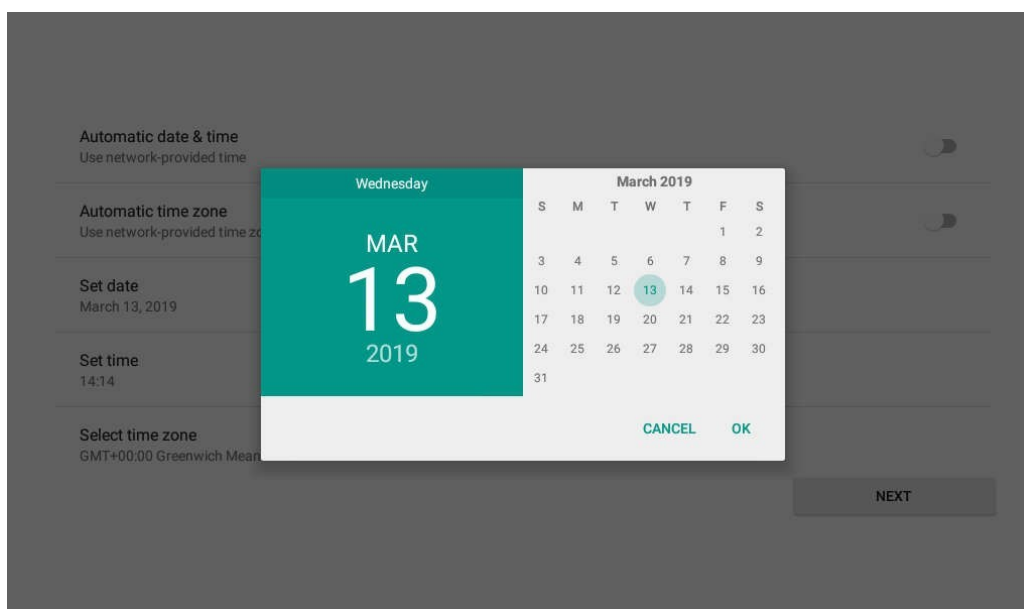 Automatic date & time
Use network-provided time
Automatic time zone
Use network-provided time
Set date
March 13, 2019
Set time
14:14
Select time zone
GMT+00:00 Greenwich Mean
Wednesday
MAR
13
2019
March 2019
S M T W T F S
1 2
3 4 5 6 7 8 9
10 11 12 13 14 15 16
17 18 19 20 21 22 23
24 25 26 27 28 29 30
31
CANCEL OK
NEXT